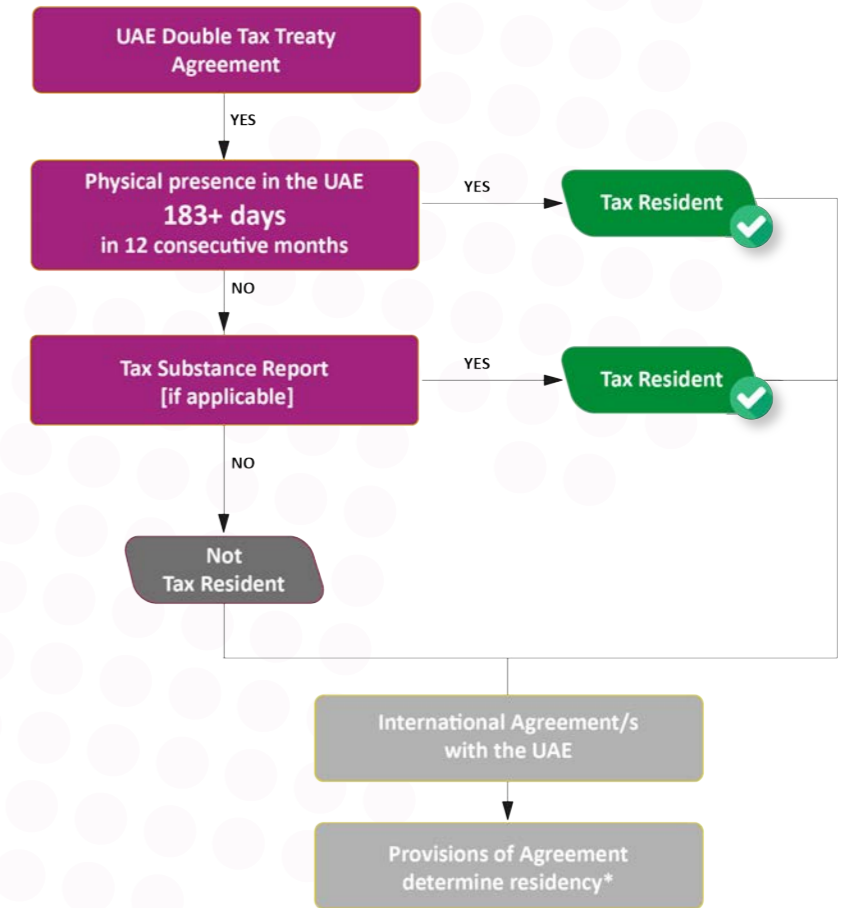 UAE Double Tax Treaty
Agreement
YES
Physical presence in the UAE
183+ days
in 12 consecutive months
YES
Tax Resident
NO
Tax Substance Report
[if applicable]
YES
Tax Resident
NO
Not
Tax Resident
International Agreement/s
with the UAE
Provisions of Agreement
determine residency*